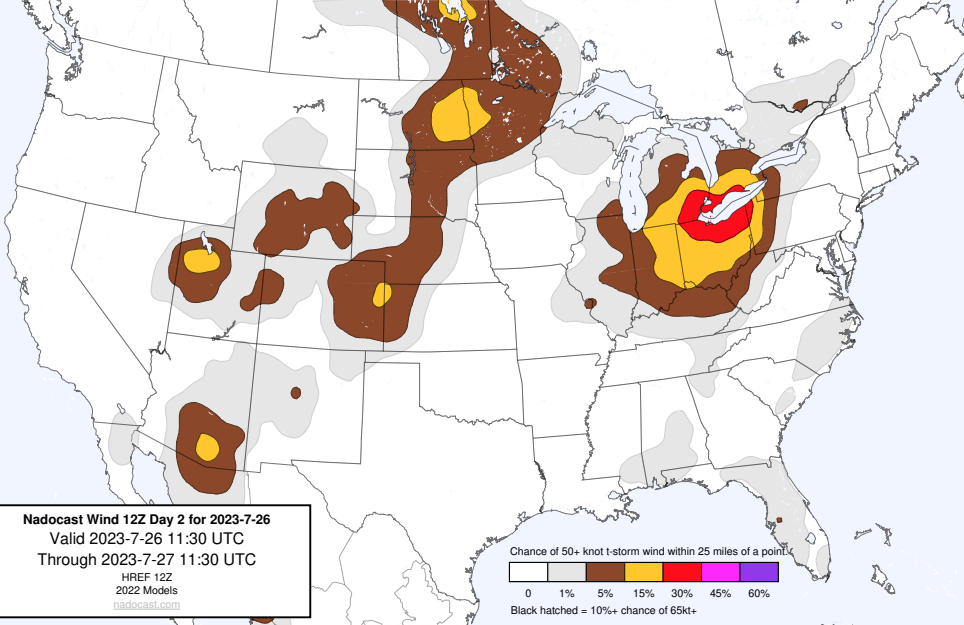 Nadocast Wind 12Z Day 2 for 2023-7-26
Valid 2023-7-26 11:30 UTC
Through 2023-7-27 11:30 UTC
HREF 12Z
2022 Models
nadocast.com
Chance of 50+ knot t-storm wind within 25 miles of a point.
0 1% 5% 15% 30% 45% 60%
Black hatched = 10%+ chance of 65kt+